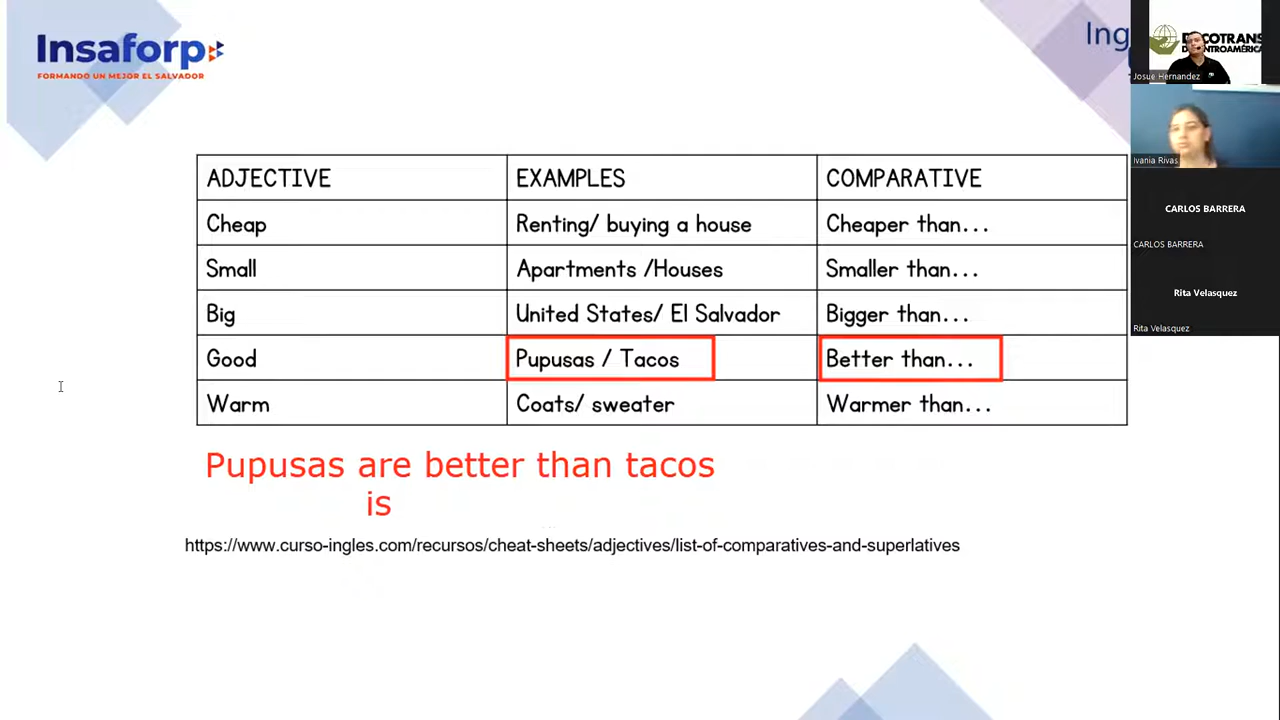 Insaforp
FORMANDO UN MEJOR EL SALVADOR
Ing
Josue Hernandez
Ivania Rivas
CARLOS BARRERA
CARLOS BARRERA
Rita Velasquez
Rita Velasquez
ADJECTIVE EXAMPLES COMPARATIVE
Cheap Renting/ buying a house Cheaper than...
Small Apartments /Houses Smaller than...
Big United States/ El Salvador Bigger than...
Good Pupusas / Tacos Better than...
Warm Coats/ sweater Warmer than...
Pupusas are better than tacos
is
https://www.curso-ingles.com/recursos/cheat-sheets/adjectives/list-of-comparatives-and-superlatives